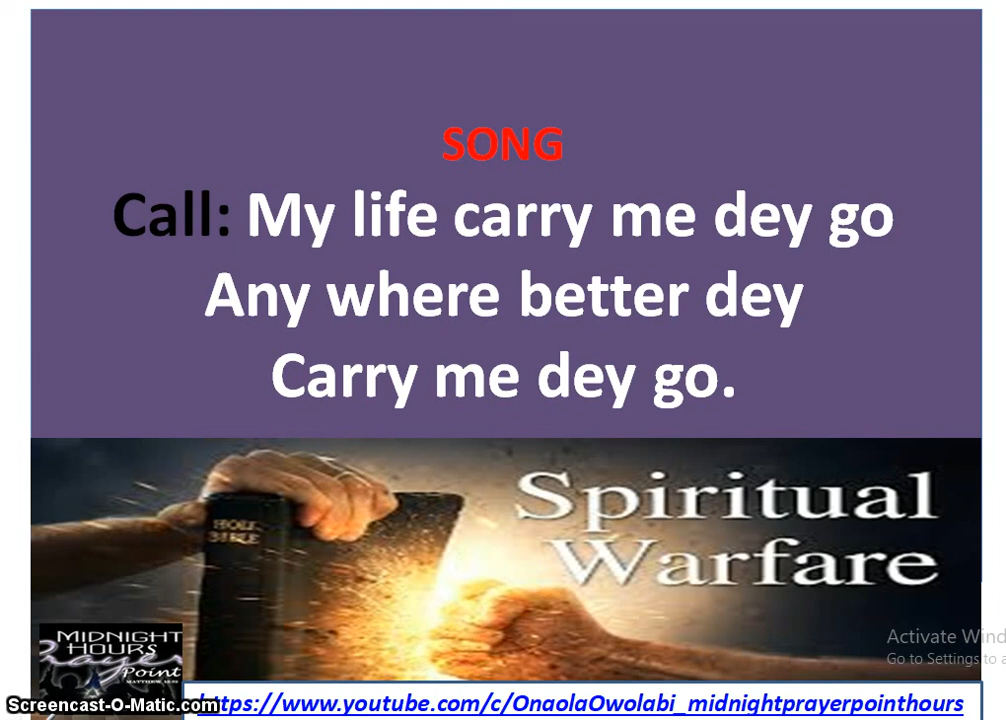 SONG
Call: My life carry me dey go
Any where better dey
Carry me dey go.
Spiritual
Warfare
HOLY
BIBLE
MIDNIGHT
HOURS
Prayer
Point
Activate Wind
Go to Settings to a
Screencast-O-Matic.com
https://www.youtube.com/c/OnaolaOwolabi_midnightprayerpointhours